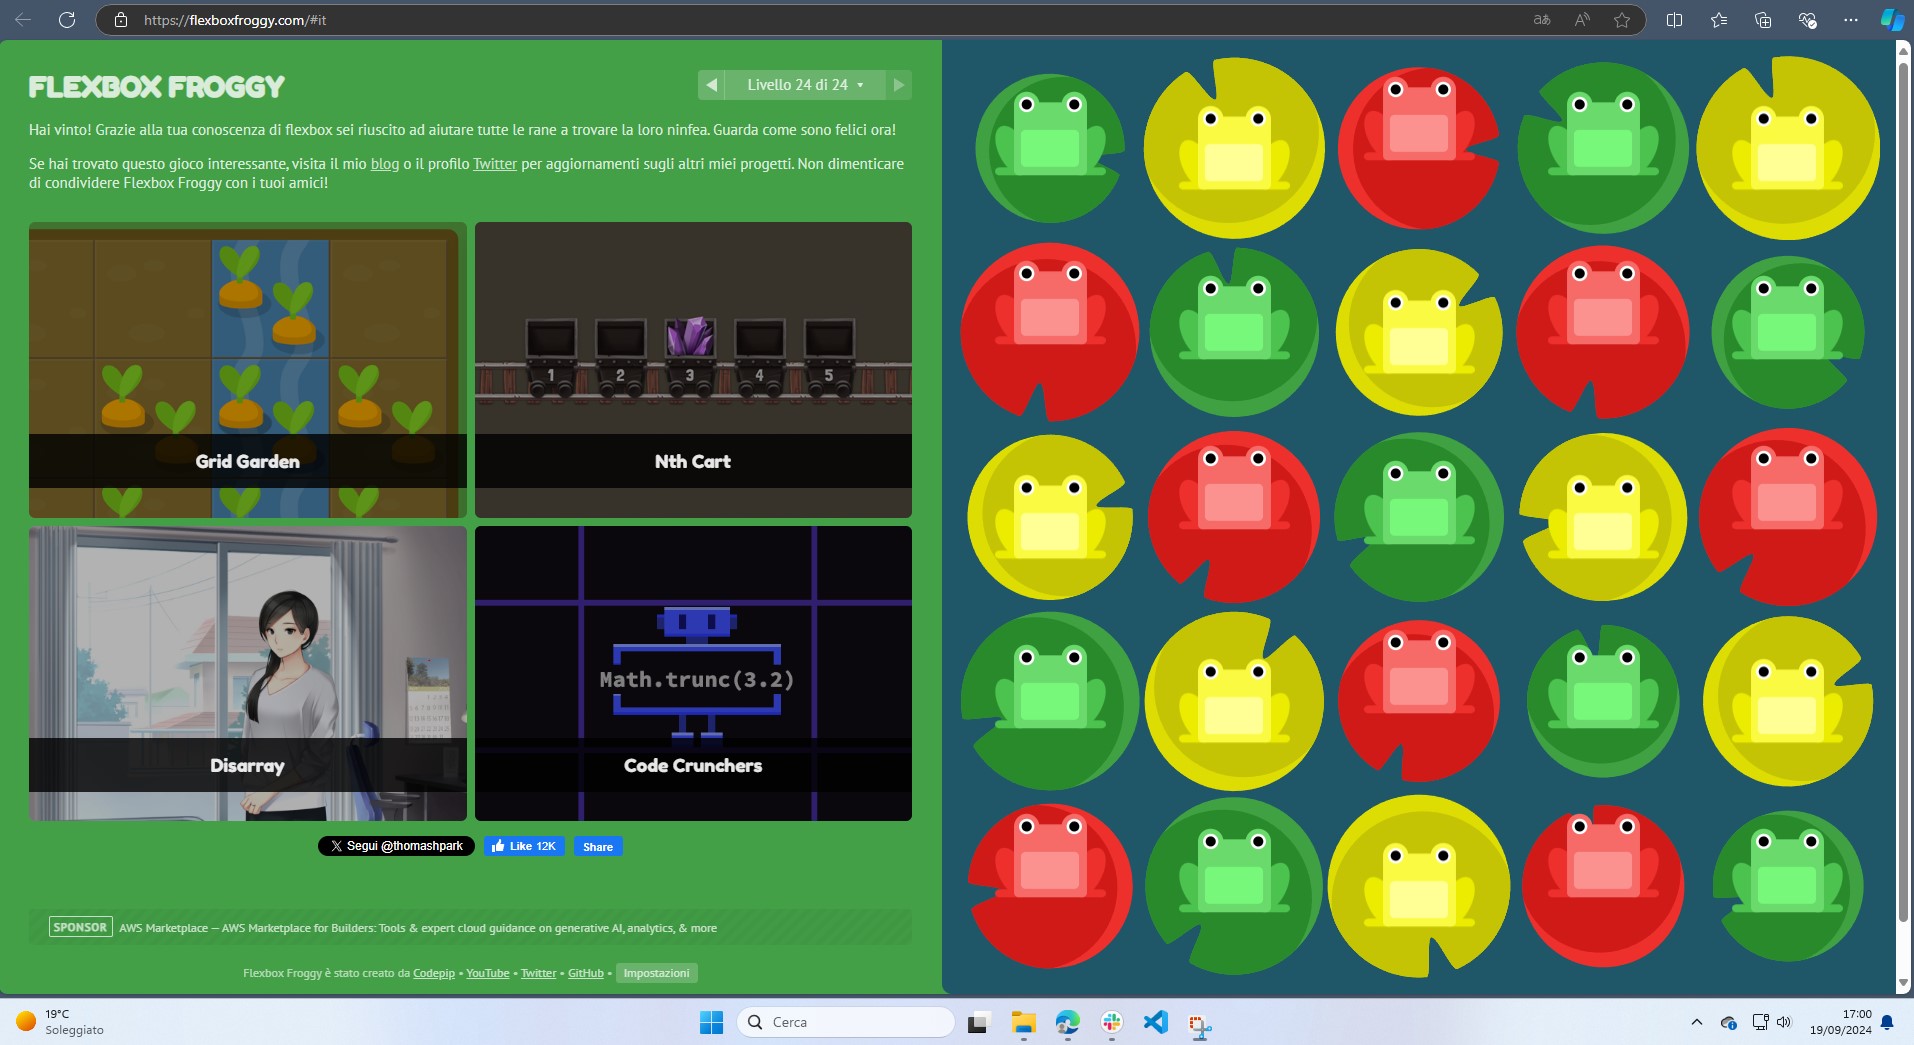 https://flexboxfroggy.com/#it
FLEXBOX FROGGY
Livello 24 di 24
Hai vinto! Grazie alla tua conoscenza di flexbox sei riuscito ad aiutare tutte le rane a trovare la loro ninfea. Guarda come sono felici ora!
Se hai trovato questo gioco interessante, visita il mio blog o il profilo Twitter per aggiornamenti sugli altri miei progetti. Non dimenticare
di condividere Flexbox Froggy con i tuoi amici!
1 2 3 4 5
Grid Garden
Nth Cart
Math.trunc(3.2)
Disarray
Code Crunchers
Segui @thomashpark
Like 12K
Share
SPONSOR AWS Marketplace — AWS Marketplace for Builders: Tools & expert cloud guidance on generative AI, analytics, & more
Flexbox Froggy è stato creato da Codepip • YouTube • Twitter • GitHub • Impostazioni
19°C
Soleggiato
Cerca
17:00
19/09/2024